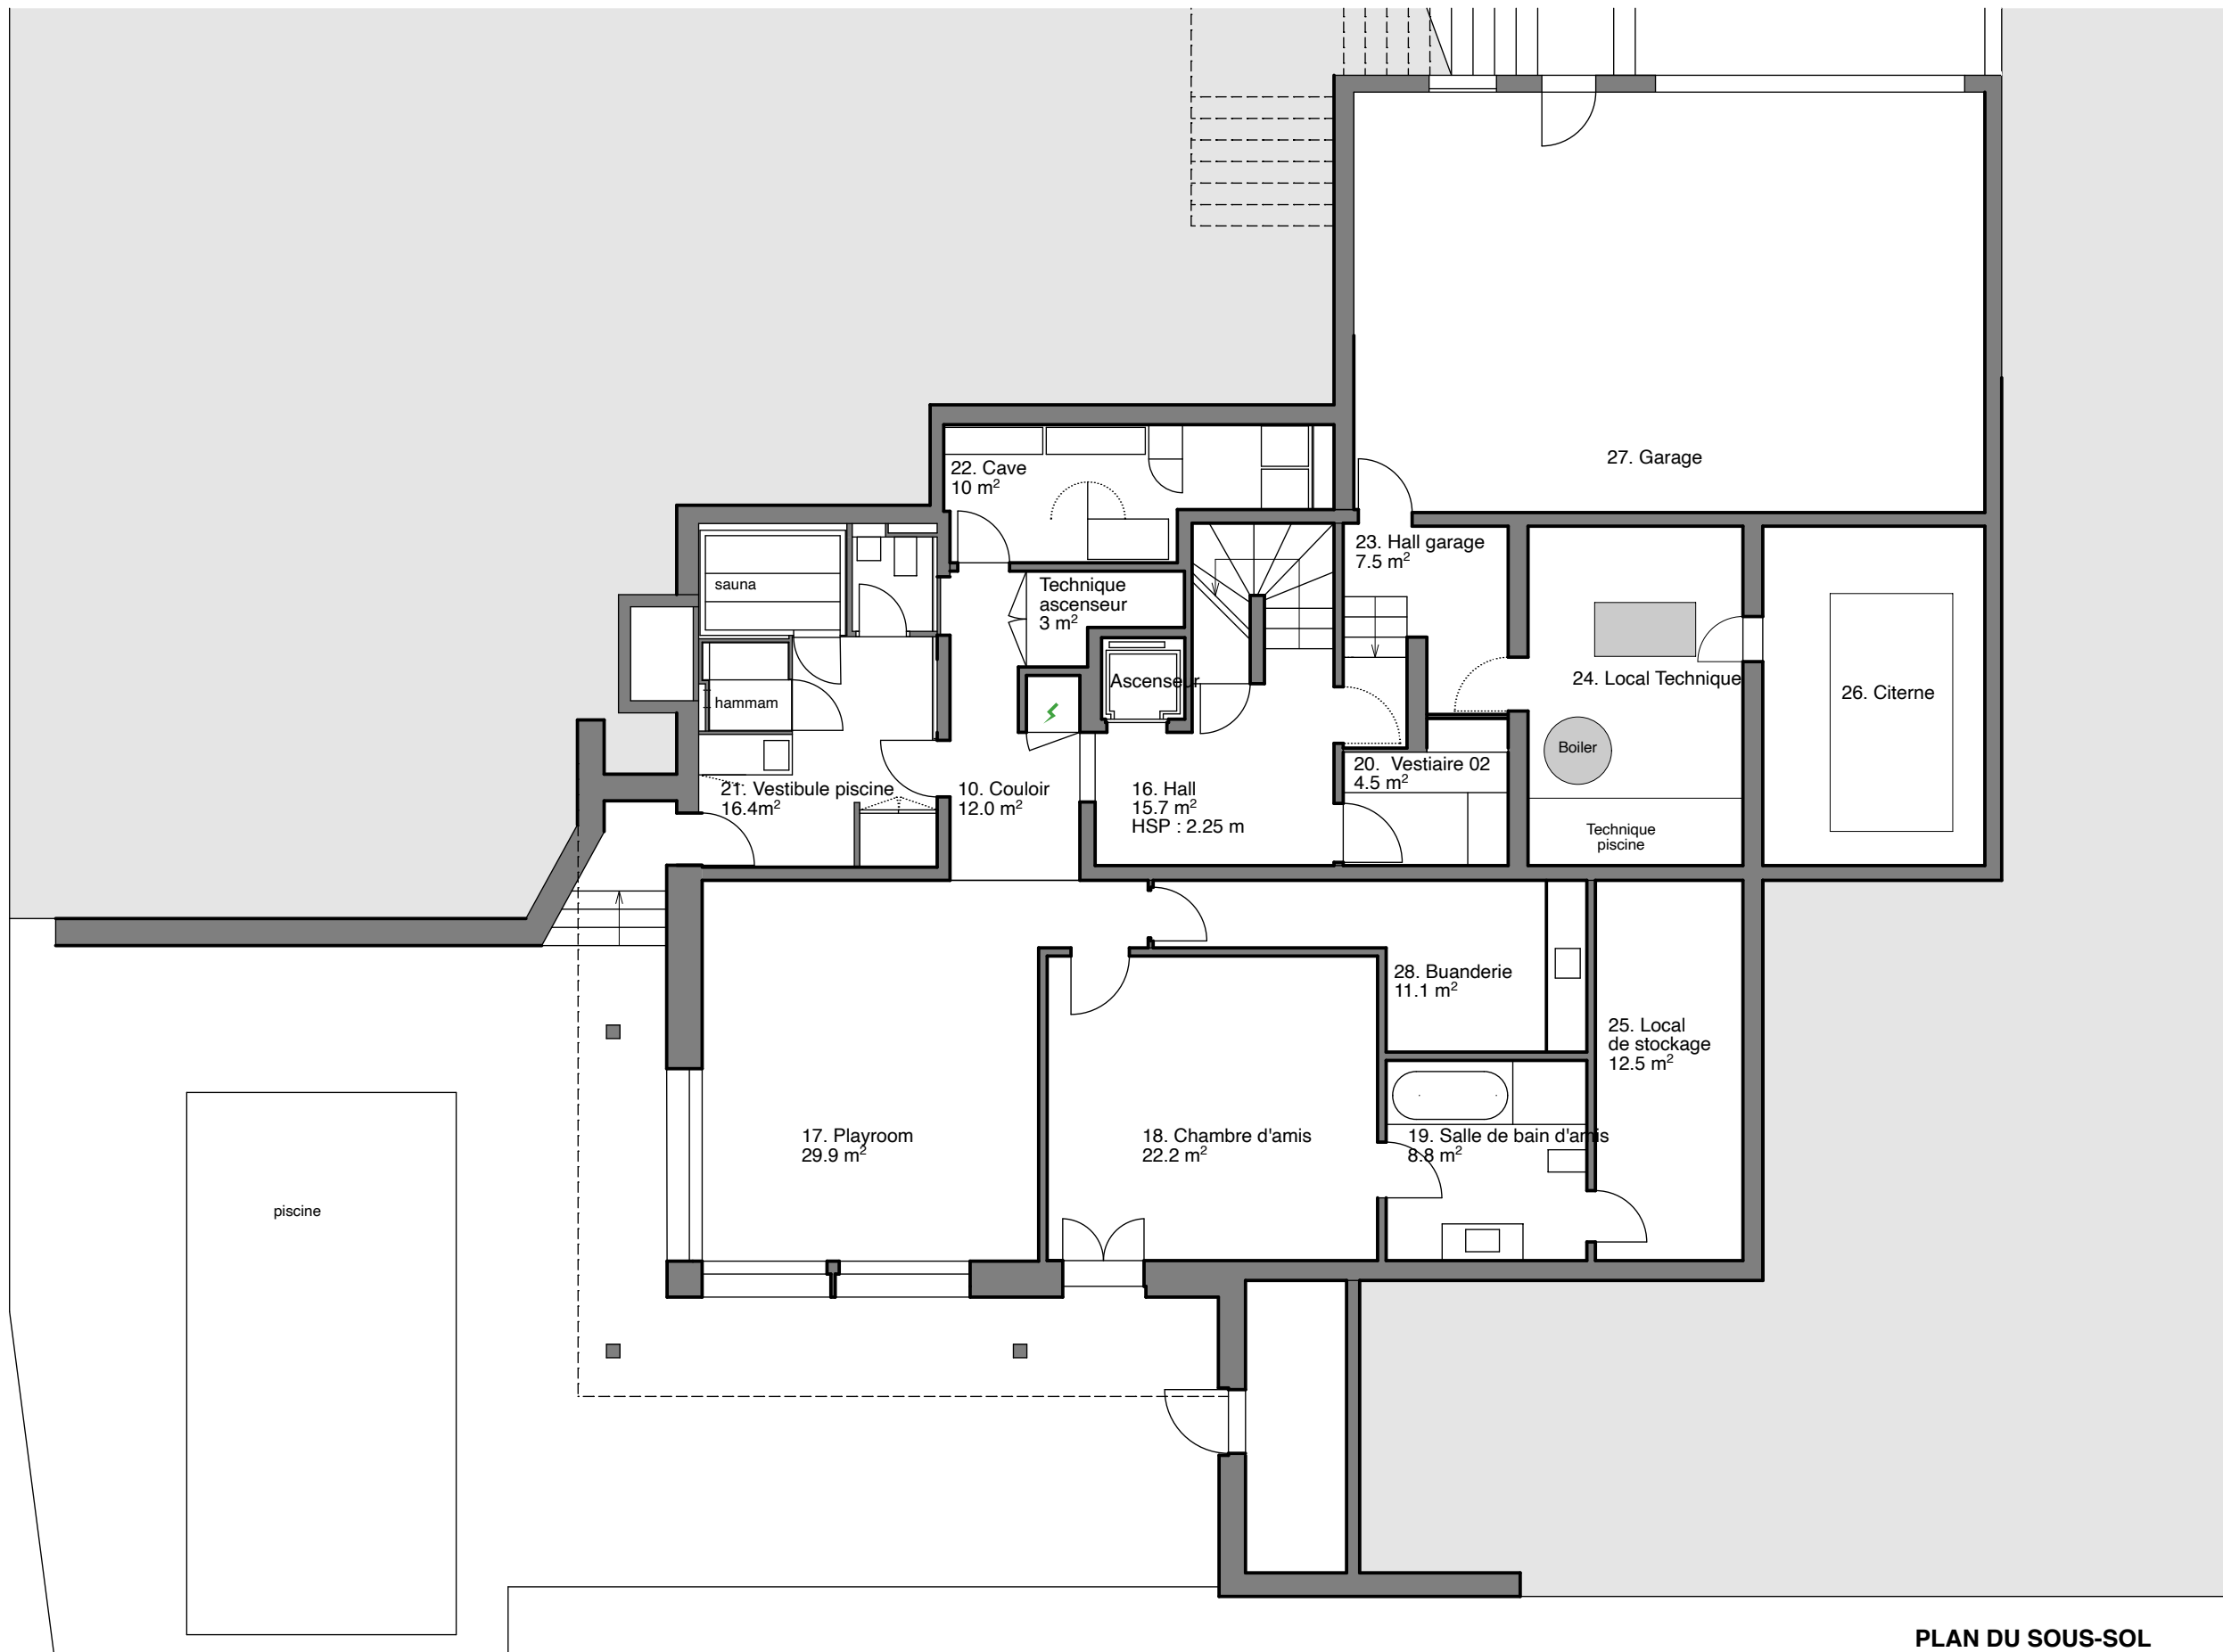 27. Garage
22. Cave
10 m²
23. Hall garage
7.5 m²
sauna
Technique
ascenseur
3 m²
Ascenseur
24. Local Technique
26. Citerne
hammam
Boiler
20.  Vestiaire 02
4.5 m²
21. Vestibule piscine
16.4m²
10. Couloir
12.0 m²
16. Hall
15.7 m²
HSP : 2.25 m
Technique
piscine
28. Buanderie
11.1 m²
25. Local
de stockage
12.5 m²
17. Playroom
29.9 m²
18. Chambre d'amis
22.2 m²
19. Salle de bain d'amis
8.8 m²
piscine
PLAN DU SOUS-SOL